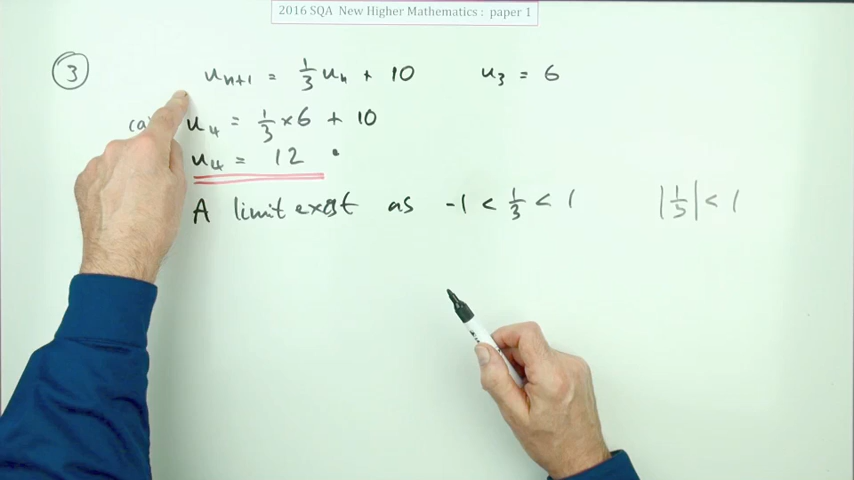 2016 SQA New Higher Mathematics : paper 1
3 uₙ₊₁ = 1/3 uₙ + 10 u₃ = 6
(a) u₄ = 1/3 × 6 + 10
u₄ = 12
A limit exist as -1 < 1/3 < 1 |1/3| < 1